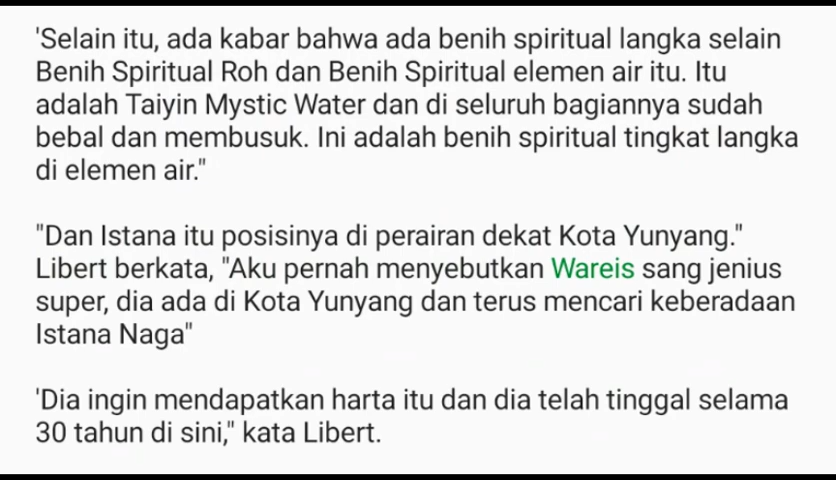 'Selain itu, ada kabar bahwa ada benih spiritual langka selain
Benih Spiritual Roh dan Benih Spiritual elemen air itu. Itu
adalah Taiyin Mystic Water dan di seluruh bagiannya sudah
bebal dan membusuk. Ini adalah benih spiritual tingkat langka
di elemen air."
"Dan Istana itu posisinya di perairan dekat Kota Yunyang."
Libert berkata, "Aku pernah menyebutkan Wareis sang jenius
super, dia ada di Kota Yunyang dan terus mencari keberadaan
Istana Naga"
'Dia ingin mendapatkan harta itu dan dia telah tinggal selama
30 tahun di sini," kata Libert.